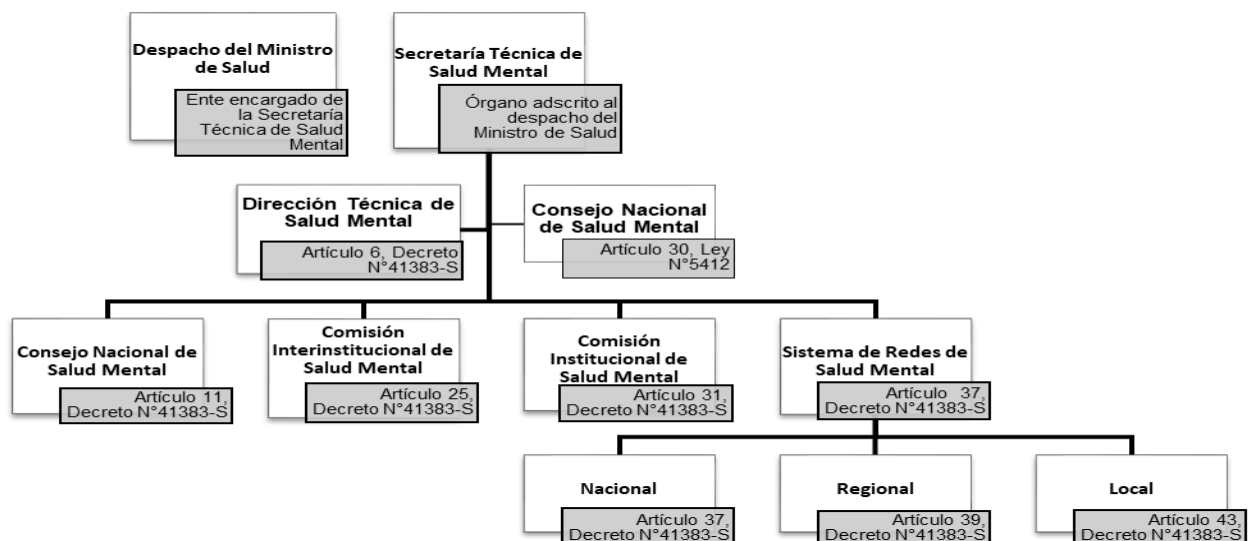 Despacho del Ministro
de Salud
Ente encargado de
la Secretaría
Técnica de Salud
Mental
Secretaría Técnica de
Salud Mental
Órgano adscrito al
despacho del
Ministro de Salud
Dirección Técnica de
Salud Mental
Artículo 6, Decreto
N°41383-S
Consejo Nacional
de Salud Mental
Artículo 30, Ley
N°5412
Consejo Nacional de
Salud Mental
Artículo 11,
Decreto N°41383-S
Comisión
Interinstitucional de
Salud Mental
Artículo 25,
Decreto N°41383-S
Comisión
Institucional de
Salud Mental
Artículo 31,
Decreto N°41383-S
Sistema de Redes de
Salud Mental
Artículo 37,
Decreto N°41383-S
Nacional
Artículo 37,
Decreto N°41383-S
Regional
Artículo 39,
Decreto N°41383-S
Local
Artículo 43,
Decreto N°41383-S